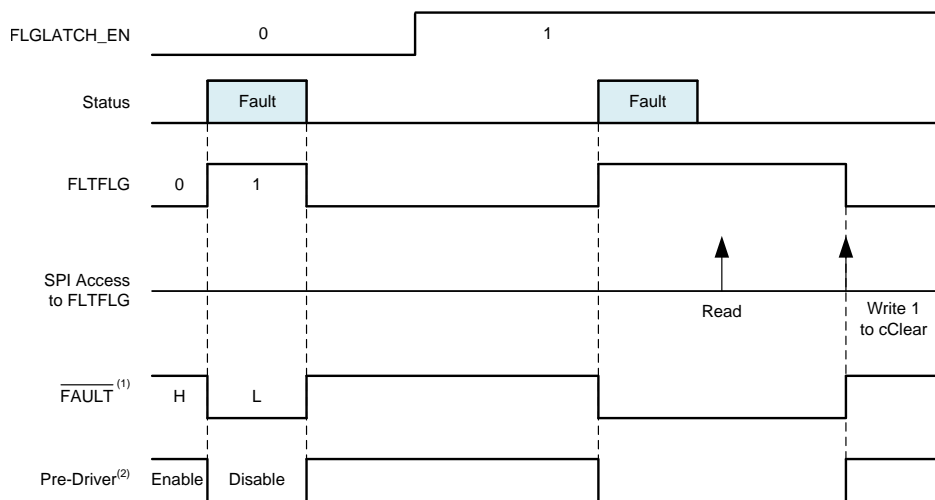 FLGLATCH_EN
0
1
Status
Fault
Fault
FLTFLG
0
1
SPI Access
to FLTFLG
Read
Write 1
to cClear
FAULT (1)
H
L
Pre-Driver(2)
Enable
Disable